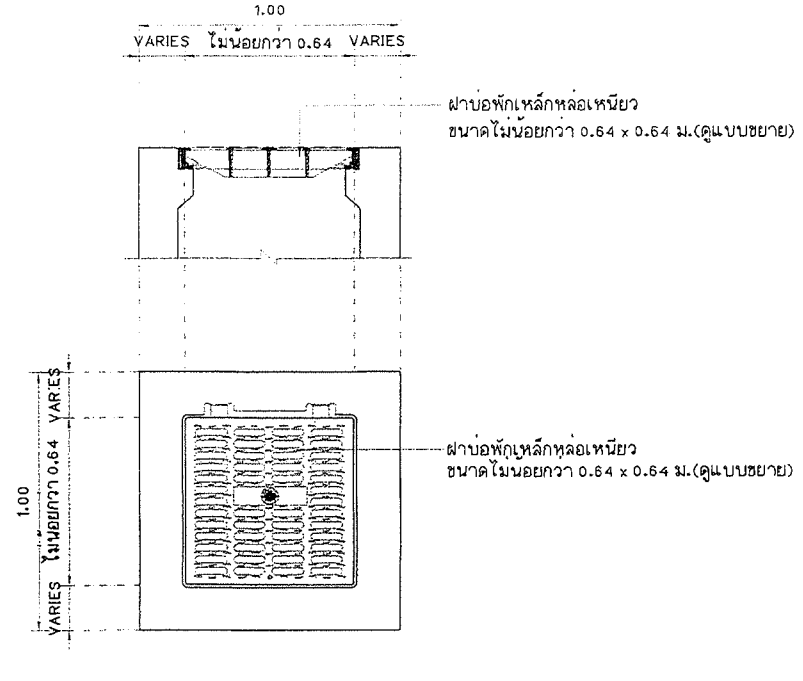 1.00
VARIES ไม่น้อยกว่า 0.64 VARIES
ฝาบ่อพักเหล็กหล่อเหนียว
ขนาดไม่น้อยกว่า 0.64 x 0.64 ม.(ดูแบบขยาย)
VARIES
ไม่น้อยกว่า 0.64
1.00
VARIES
ฝาบ่อพักเหล็กหล่อเหนียว
ขนาดไม่น้อยกว่า 0.64 x 0.64 ม.(ดูแบบขยาย)